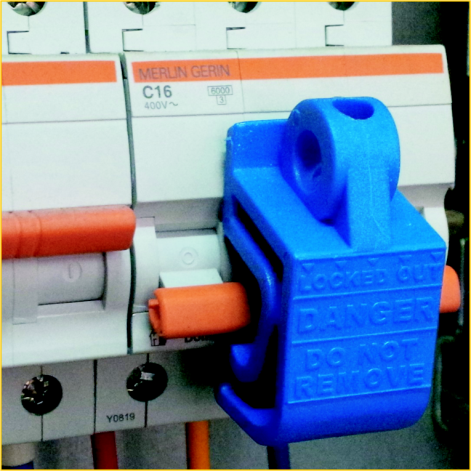 MERLIN GERIN
C16
400V~
6000
3
LOCKED OUT
DANGER
DO NOT
REMOVE
Y0819